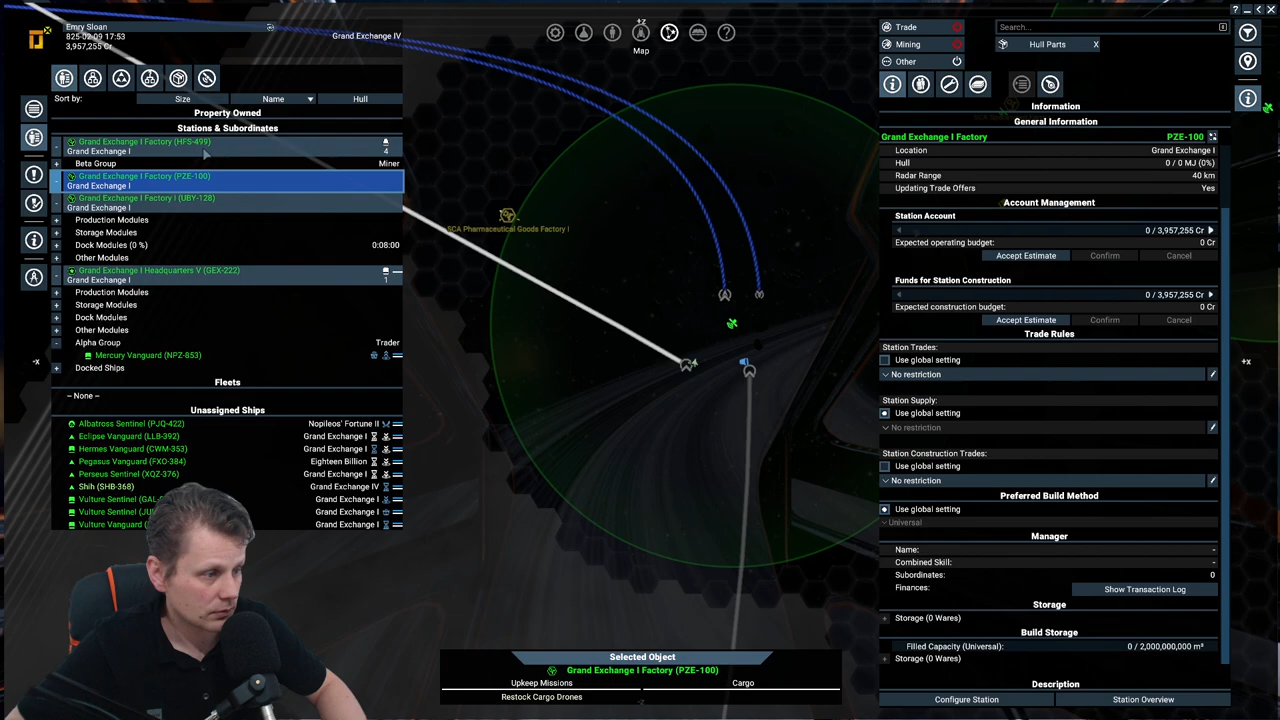 Emry Sloan
825-02-09 17:53
3,957,255 Cr
Grand Exchange IV
Sort by:
Size
Name
Hull
Property Owned
Stations & Subordinates
Grand Exchange I Factory (HFS-499)
Grand Exchange I
4
Beta Group
Miner
Grand Exchange I Factory (PZE-100)
Grand Exchange I
Grand Exchange I Factory I (UBY-128)
Grand Exchange I
Production Modules
Storage Modules
Dock Modules (0 %)
0:08:00
Other Modules
Grand Exchange I Headquarters V (GEX-222)
Grand Exchange I
1
Production Modules
Storage Modules
Dock Modules
Other Modules
Alpha Group
Trader
Mercury Vanguard (NPZ-853)
Docked Ships
Fleets
– None –
Unassigned Ships
Albatross Sentinel (PJQ-422)
Nopileos' Fortune II
Eclipse Vanguard (LLB-392)
Grand Exchange I
Hermes Vanguard (CWM-353)
Grand Exchange I
Pegasus Vanguard (FXO-384)
Eighteen Billion
Perseus Sentinel (XQZ-376)
Grand Exchange I
Shih (SHB-368)
Grand Exchange IV
Vulture Sentinel (GAL-
Grand Exchange I
Vulture Sentinel
Grand Exchange I
Vulture Vanguard
Grand Exchange I
+z
Map
SCA Pharmaceutical Goods Factory I
-x
+x
Selected Object
Grand Exchange I Factory (PZE-100)
Upkeep Missions
Cargo
Restock Cargo Drones
Trade
Mining
Other
Search...
Hull Parts
X
Information
General Information
Grand Exchange I Factory
PZE-100
Location
Grand Exchange I
Hull
0 / 0 MJ (0%)
Radar Range
40 km
Updating Trade Offers
Yes
Account Management
Station Account
0 / 3,957,255 Cr
Expected operating budget:
0 Cr
Accept Estimate
Confirm
Cancel
Funds for Station Construction
0 / 3,957,255 Cr
Expected construction budget:
0 Cr
Accept Estimate
Confirm
Cancel
Trade Rules
Station Trades:
Use global setting
No restriction
Station Supply:
Use global setting
No restriction
Station Construction Trades:
Use global setting
No restriction
Preferred Build Method
Use global setting
Universal
Manager
Name:
-
Combined Skill:
-
Subordinates:
0
Finances:
Show Transaction Log
Storage
Storage (0 Wares)
Build Storage
Filled Capacity (Universal)
0 / 2,000,000,000 m³
Storage (0 Wares)
Description
Configure Station
Station Overview